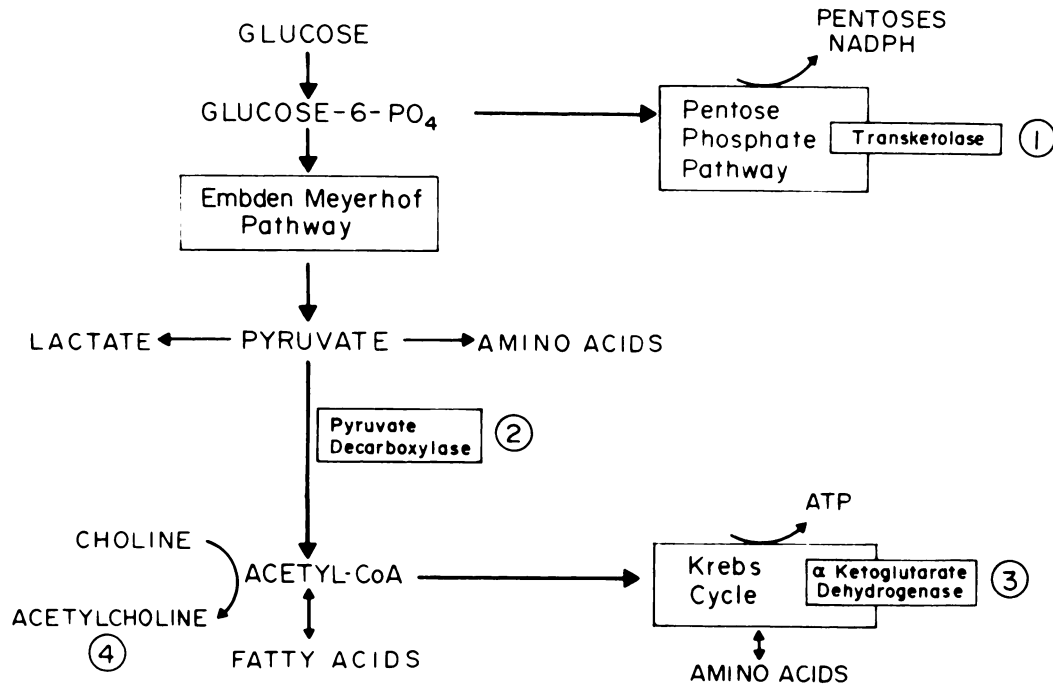 GLUCOSE
PENTOSES
NADPH
GLUCOSE-6-PO₄
Pentose
Phosphate
Pathway
Transketolase
1
Embden Meyerhof
Pathway
LACTATE
PYRUVATE
AMINO ACIDS
Pyruvate
Decarboxylase
2
CHOLINE
ACETYL-CoA
ACETYLCHOLINE
4
FATTY ACIDS
ATP
Krebs
Cycle
α Ketoglutarate
Dehydrogenase
3
AMINO ACIDS